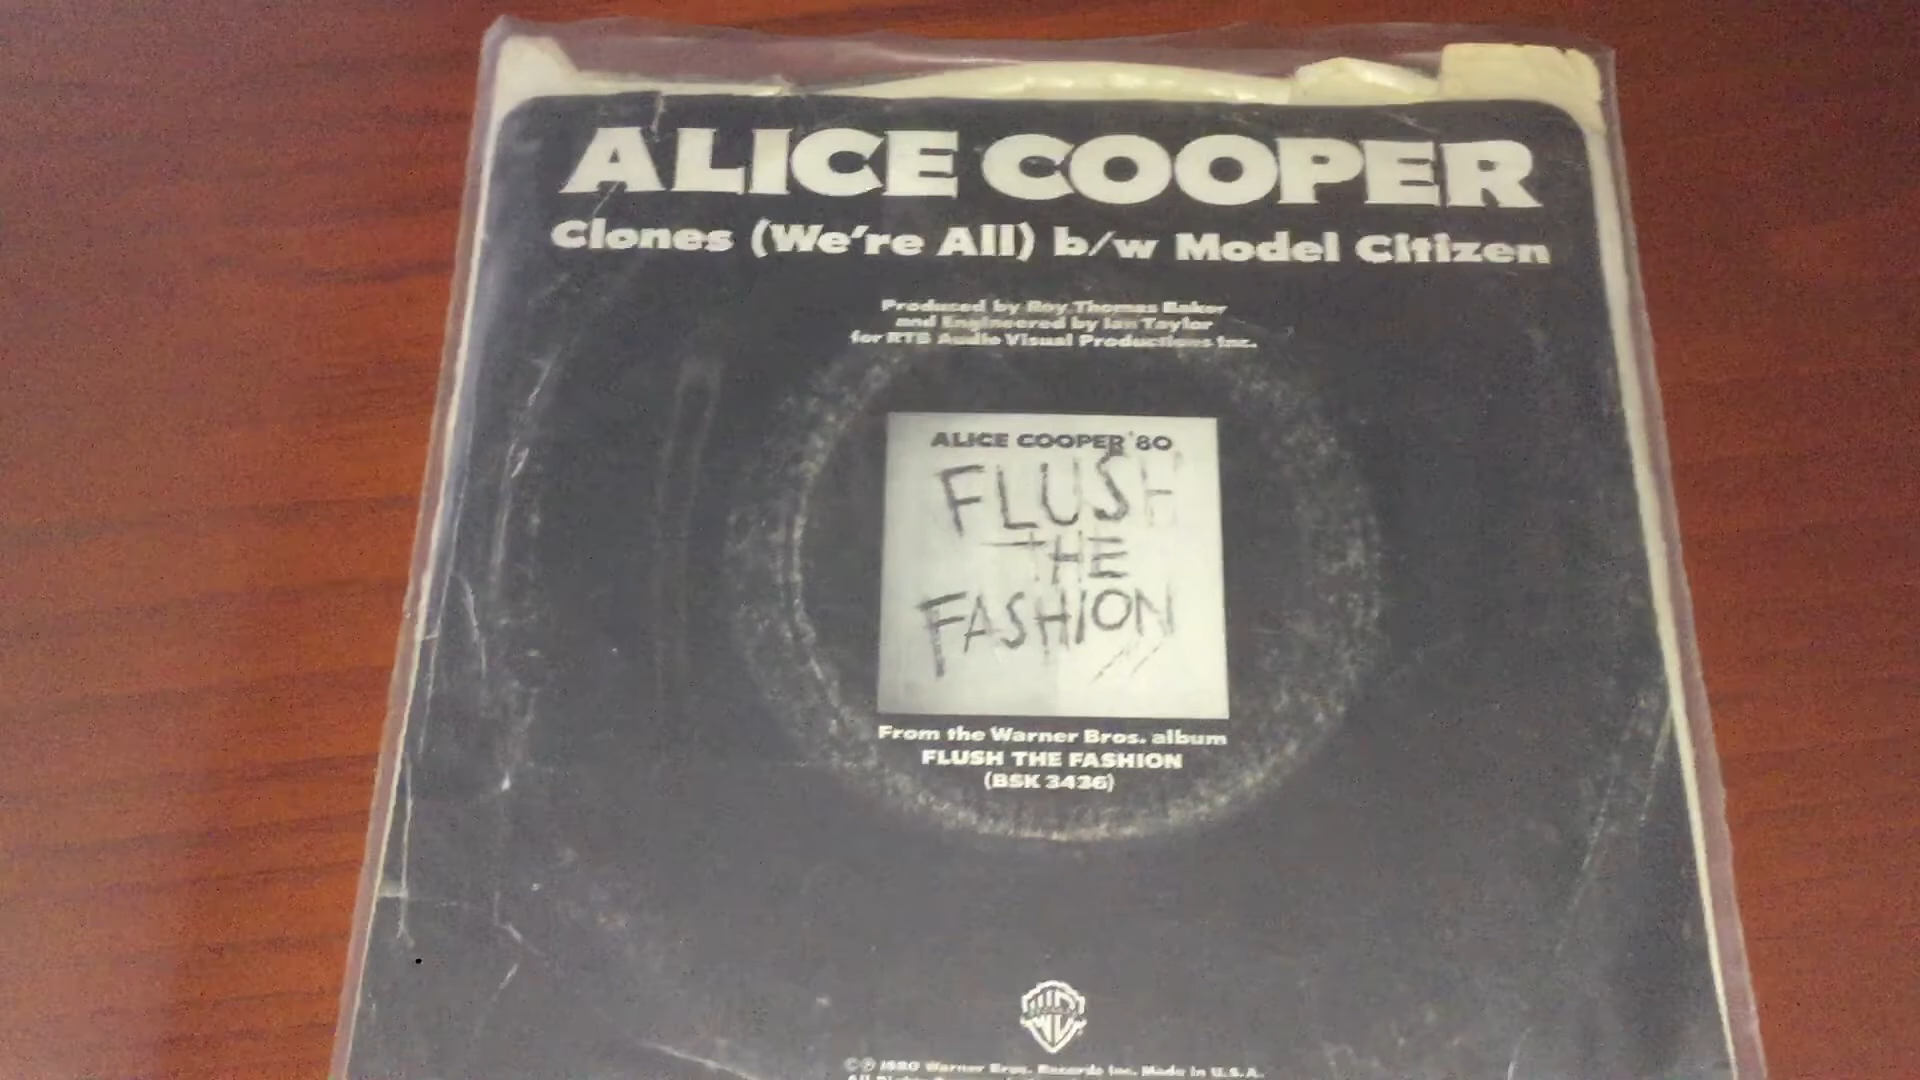 ALICE COOPER
Clones (We're All) b/w Model Citizen
Produced by Roy Thomas Baker
and Engineered by Ian Taylor
for RTB Audio Visual Productions Inc.
ALICE COOPER '80
FLUSH
THE
FASHION
From the Warner Bros. album
FLUSH THE FASHION
(BSK 3436)
©℗ 1980 Warner Bros. Records Inc. Made in U.S.A.
All Rights